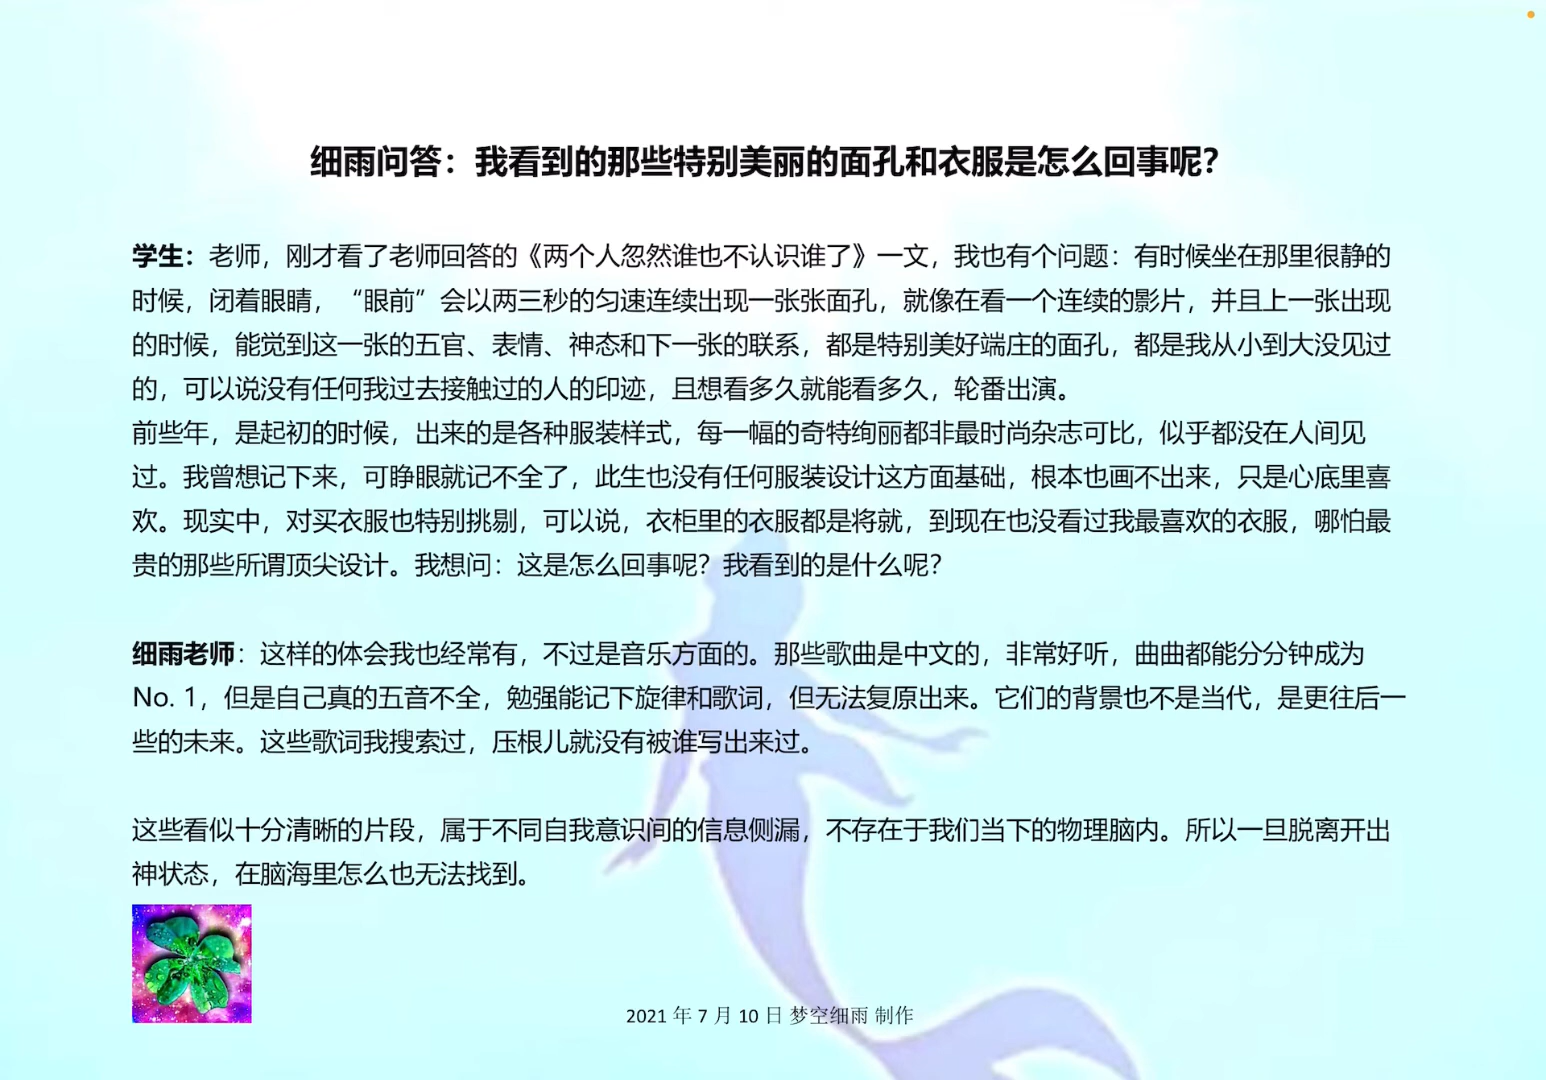 细雨问答：我看到的那些特别美丽的面孔和衣服是怎么回事呢？
学生：老师，刚才看了老师回答的《两个人忽然谁也不认识谁了》一文，我也有个问题：有时候坐在那里很静的
时候，闭着眼睛，“眼前”会以两三秒的匀速连续出现一张张面孔，就像在看一个连续的影片，并且上一张出现
的时候，能觉到这一张的五官、表情、神态和下一张的联系，都是特别美好端庄的面孔，都是我从小到大没见过
的，可以说没有任何我过去接触过的人的印迹，且想看多久就能看多久，轮番出演。
前些年，是起初的时候，出来的是各种服装样式，每一幅的奇特绚丽都非最时尚杂志可比，似乎都没在人间见
过。我曾想记下来，可睁眼就记不全了，此生也没有任何服装设计这方面基础，根本也画不出来，只是心底里喜
欢。现实中，对买衣服也特别挑剔，可以说，衣柜里的衣服都是将就，到现在也没看过我最喜欢的衣服，哪怕最
贵的那些所谓顶尖设计。我想问：这是怎么回事呢？我看到的是什么呢？
细雨老师：这样的体会我也经常有，不过是音乐方面的。那些歌曲是中文的，非常好听，曲曲都能分分钟成为
No. 1，但是自己真的五音不全，勉强能记下旋律和歌词，但无法复原出来。它们的背景也不是当代，是更往后一
些的未来。这些歌词我搜索过，压根儿就没有被谁写出来过。
这些看似十分清晰的片段，属于不同自我意识间的信息侧漏，不存在于我们当下的物理脑内。所以一旦脱离开出
神状态，在脑海里怎么也无法找到。
2021 年 7 月 10 日 梦空细雨 制作